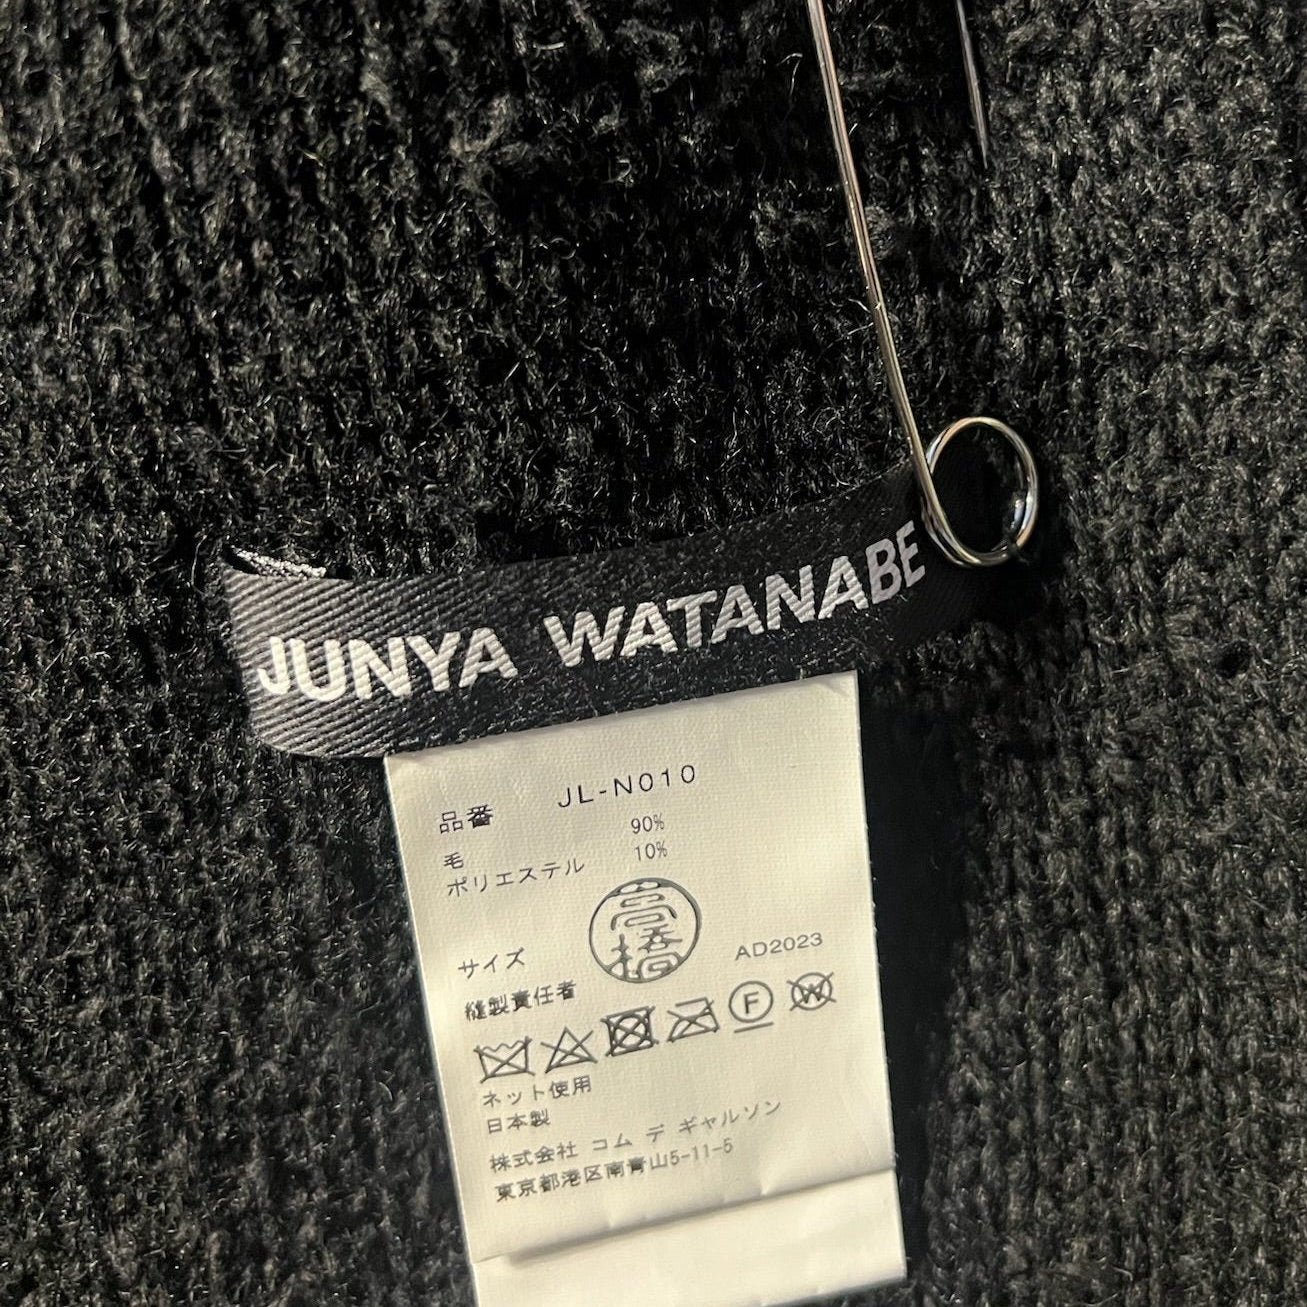 JUNYA WATANABE
品番 JL-N010
毛 90%
ポリエステル 10%
サイズ
高橋
AD2023
縫製責任者
F
W
ネット使用
日本製
株式会社 コム デ ギャルソン
東京都港区南青山5-11-5